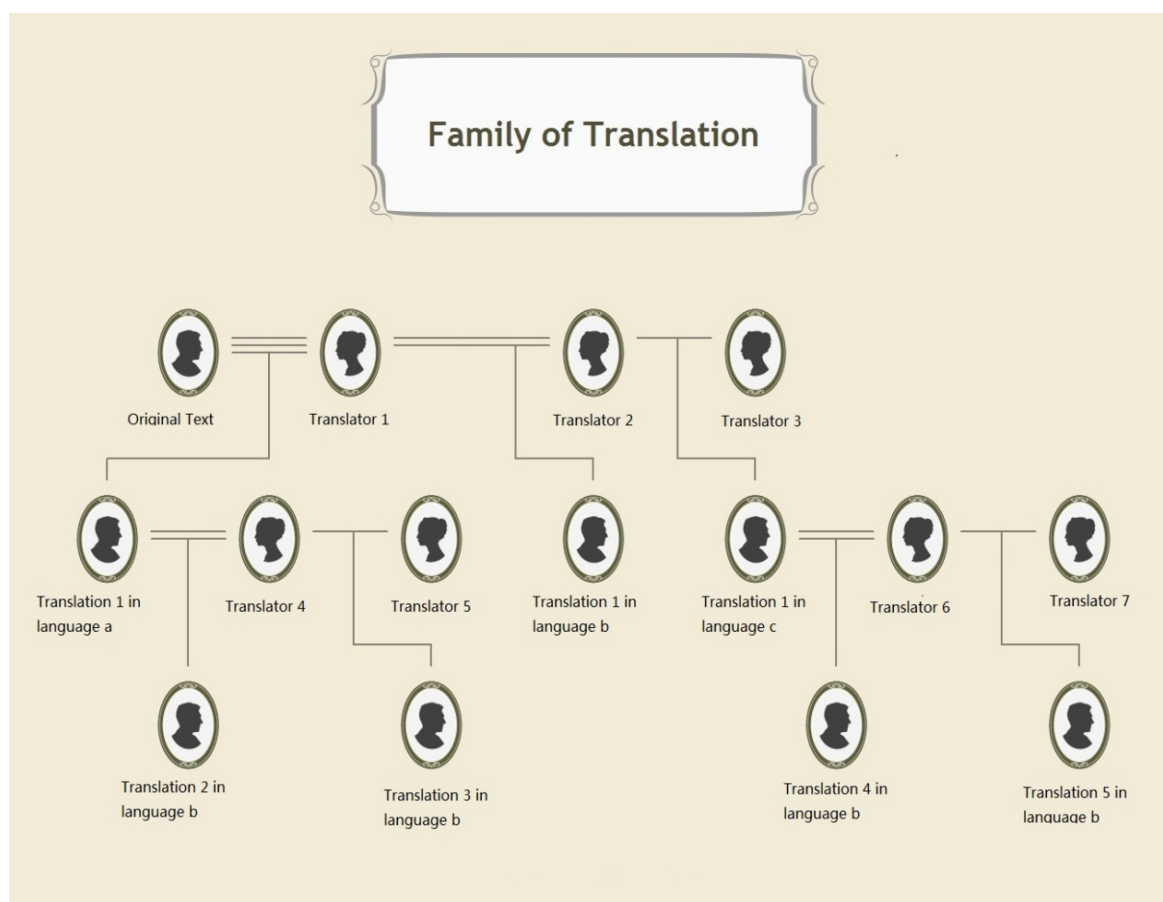 Family of Translation
Original Text
Translator 1
Translator 2
Translator 3
Translation 1 in
language a
Translator 4
Translator 5
Translation 1 in
language b
Translation 1 in
language c
Translator 6
Translator 7
Translation 2 in
language b
Translation 3 in
language b
Translation 4 in
language b
Translation 5 in
language b